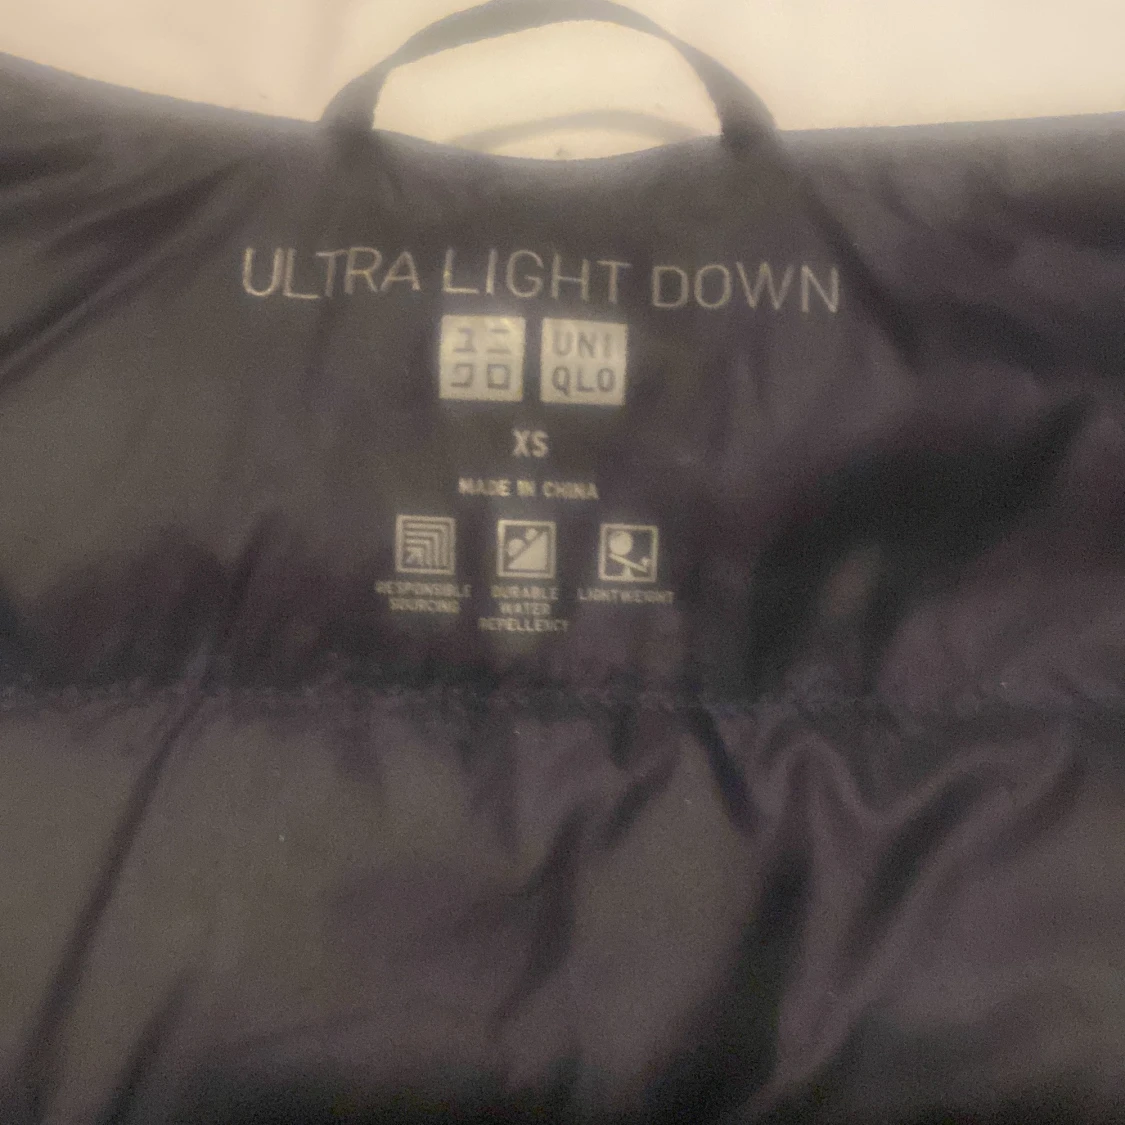 ULTRA LIGHT DOWN
ユニ
クロ
UNI
QLO
XS
MADE IN CHINA
RESPONSIBLE
SOURCING
DURABLE
WATER
REPELLENCY
LIGHTWEIGHT